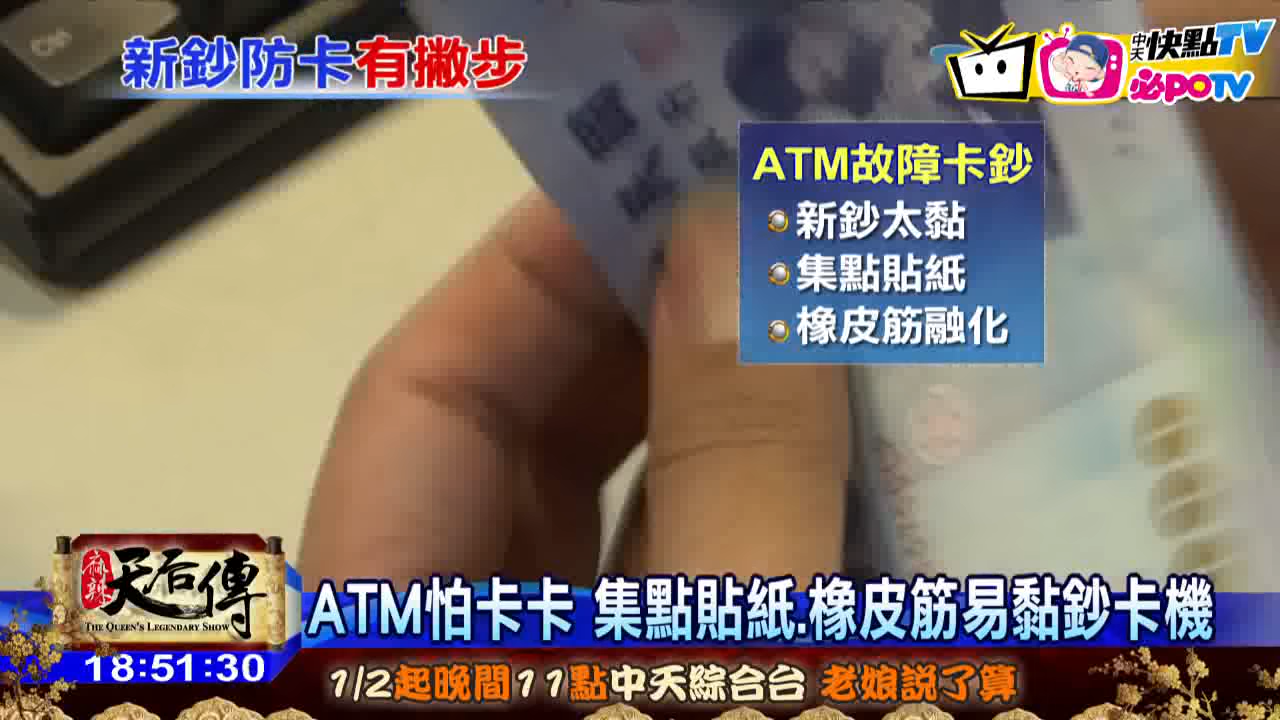 新鈔防卡有撇步
中天快點TV
必POTV
ATM故障卡鈔
新鈔太黏
集點貼紙
橡皮筋融化
麻辣天后傳
THE QUEEN'S LEGENDARY SHOW
ATM怕卡卡 集點貼紙.橡皮筋易黏鈔卡機
18:51:30
1/2起晚間11點中天綜合台 老娘說了算